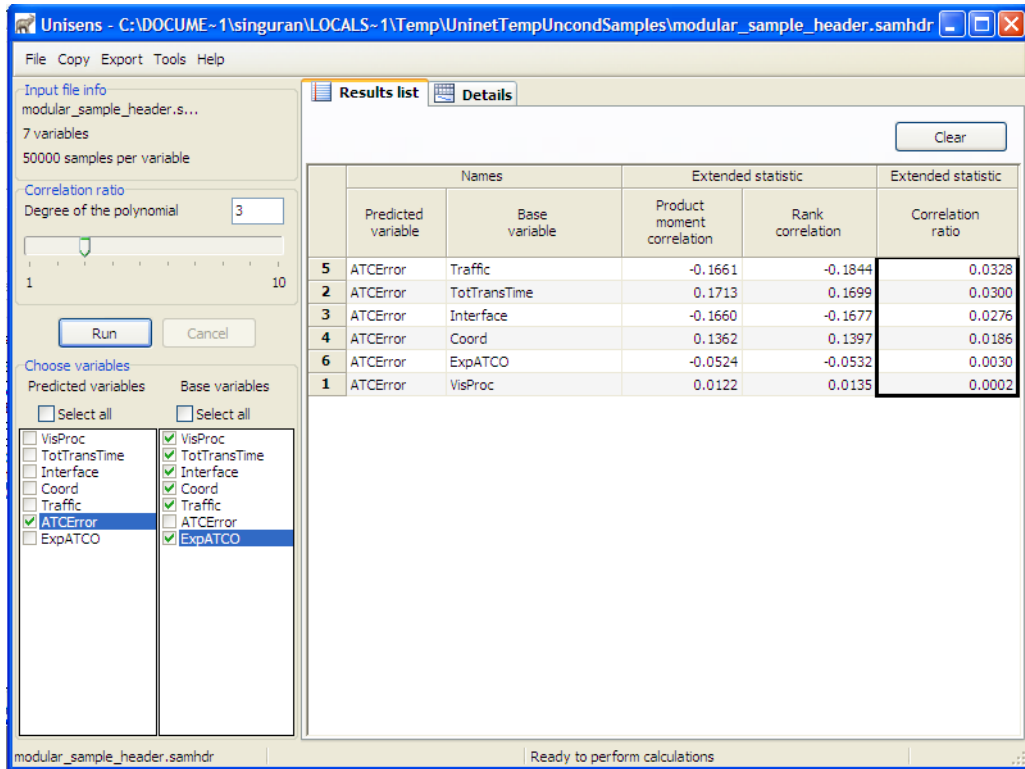 Unisens - C:\DOCUME~1\singuran\LOCALS~1\Temp\UninetTempUncondSamples\modular_sample_header.samhdr
File Copy Export Tools Help
Input file info
modular_sample_header.s...
7 variables
50000 samples per variable
Correlation ratio
Degree of the polynomial 3
1 10
Run Cancel
Choose variables
Predicted variables Base variables
Select all Select all
VisProc VisProc
TotTransTime TotTransTime
Interface Interface
Coord Coord
Traffic Traffic
ATCError ATCError
ExpATCO ExpATCO
Results list Details
Clear
Names Extended statistic Extended statistic
Predicted variable Base variable Product moment correlation Rank correlation Correlation ratio
5 ATCError Traffic -0.1661 -0.1844 0.0328
2 ATCError TotTransTime 0.1713 0.1699 0.0300
3 ATCError Interface -0.1660 -0.1677 0.0276
4 ATCError Coord 0.1362 0.1397 0.0186
6 ATCError ExpATCO -0.0524 -0.0532 0.0030
1 ATCError VisProc 0.0122 0.0135 0.0002
modular_sample_header.samhdr Ready to perform calculations